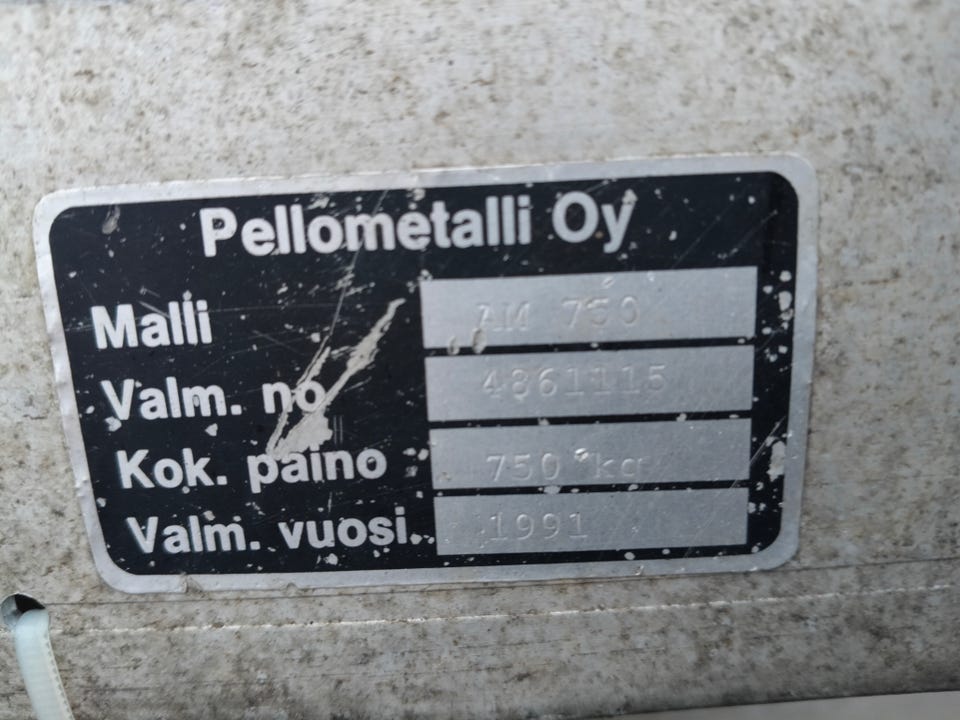 Pellometalli Oy
Malli AM 750
Valm. no 4861115
Kok. paino 750 kg
Valm. vuosi. 1991